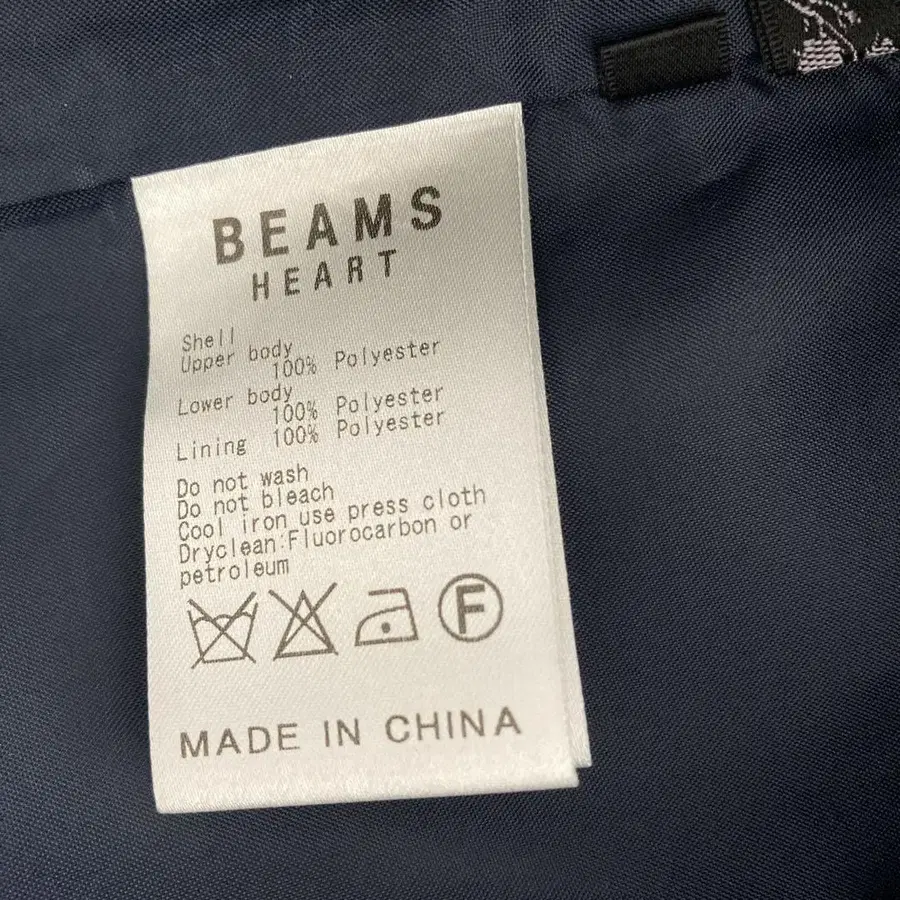 BEAMS
HEART
Shell
Upper body
100% Polyester
Lower body
100% Polyester
Lining 100% Polyester
Do not wash
Do not bleach
Cool iron use press cloth
Dryclean:Fluorocarbon or
petroleum
F
MADE IN CHINA